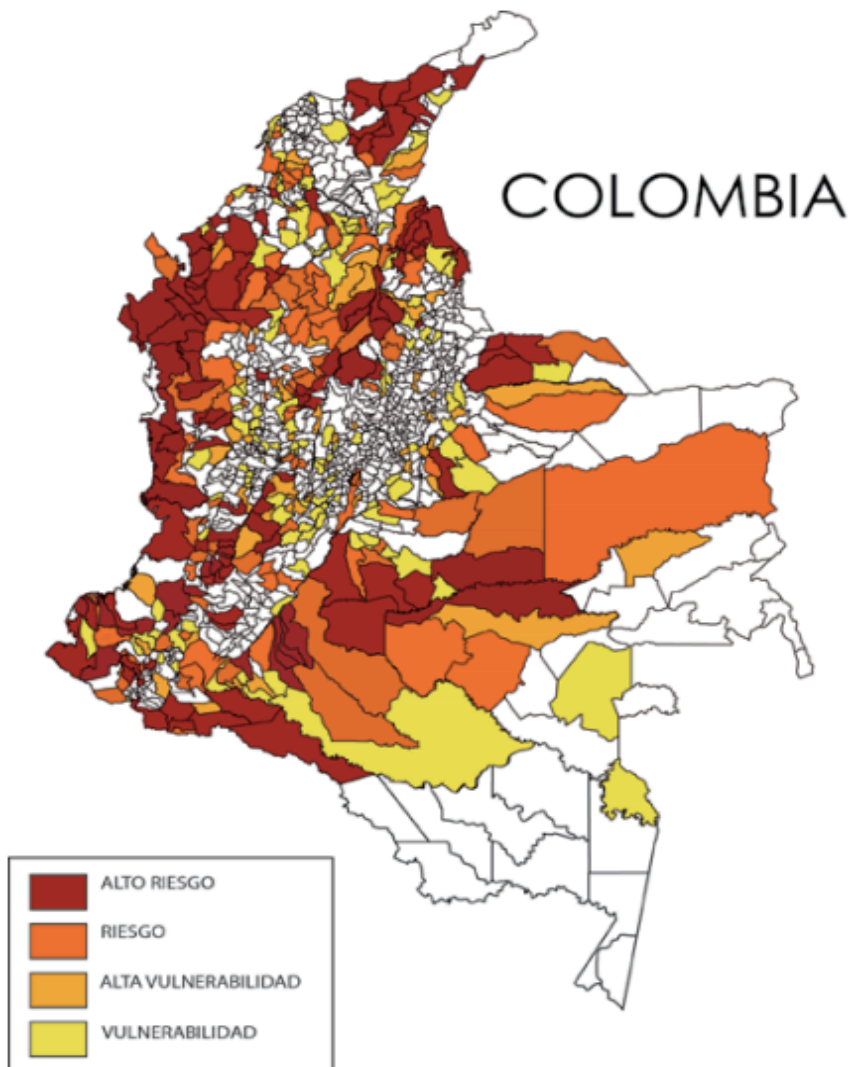 COLOMBIA
ALTO RIESGO
RIESGO
ALTA VULNERABILIDAD
VULNERABILIDAD